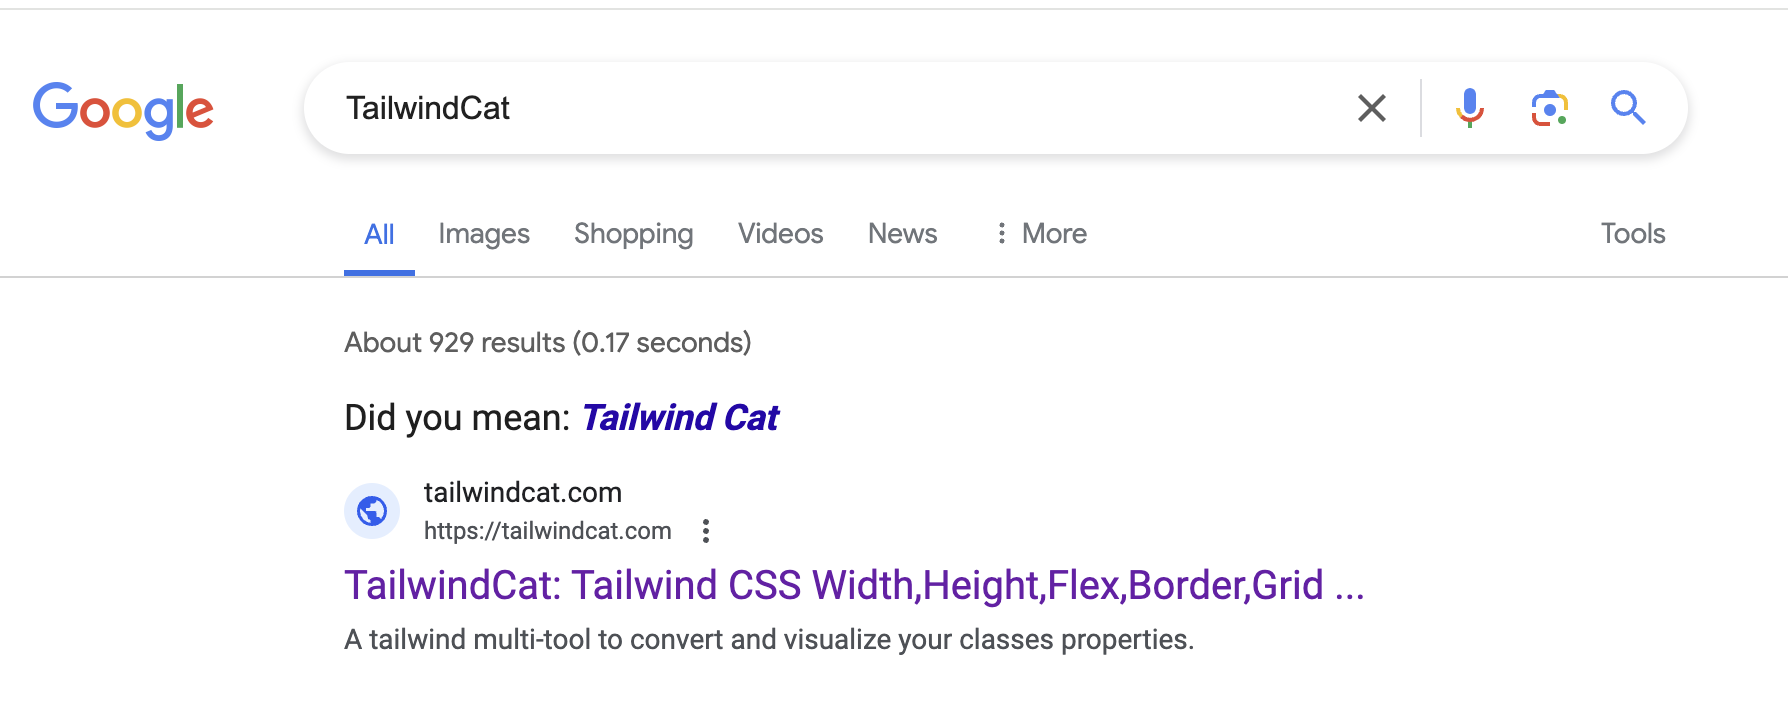 Google
TailwindCat
All Images Shopping Videos News More Tools
About 929 results (0.17 seconds)
Did you mean: Tailwind Cat
tailwindcat.com
https://tailwindcat.com
TailwindCat: Tailwind CSS Width,Height,Flex,Border,Grid ...
A tailwind multi-tool to convert and visualize your classes properties.